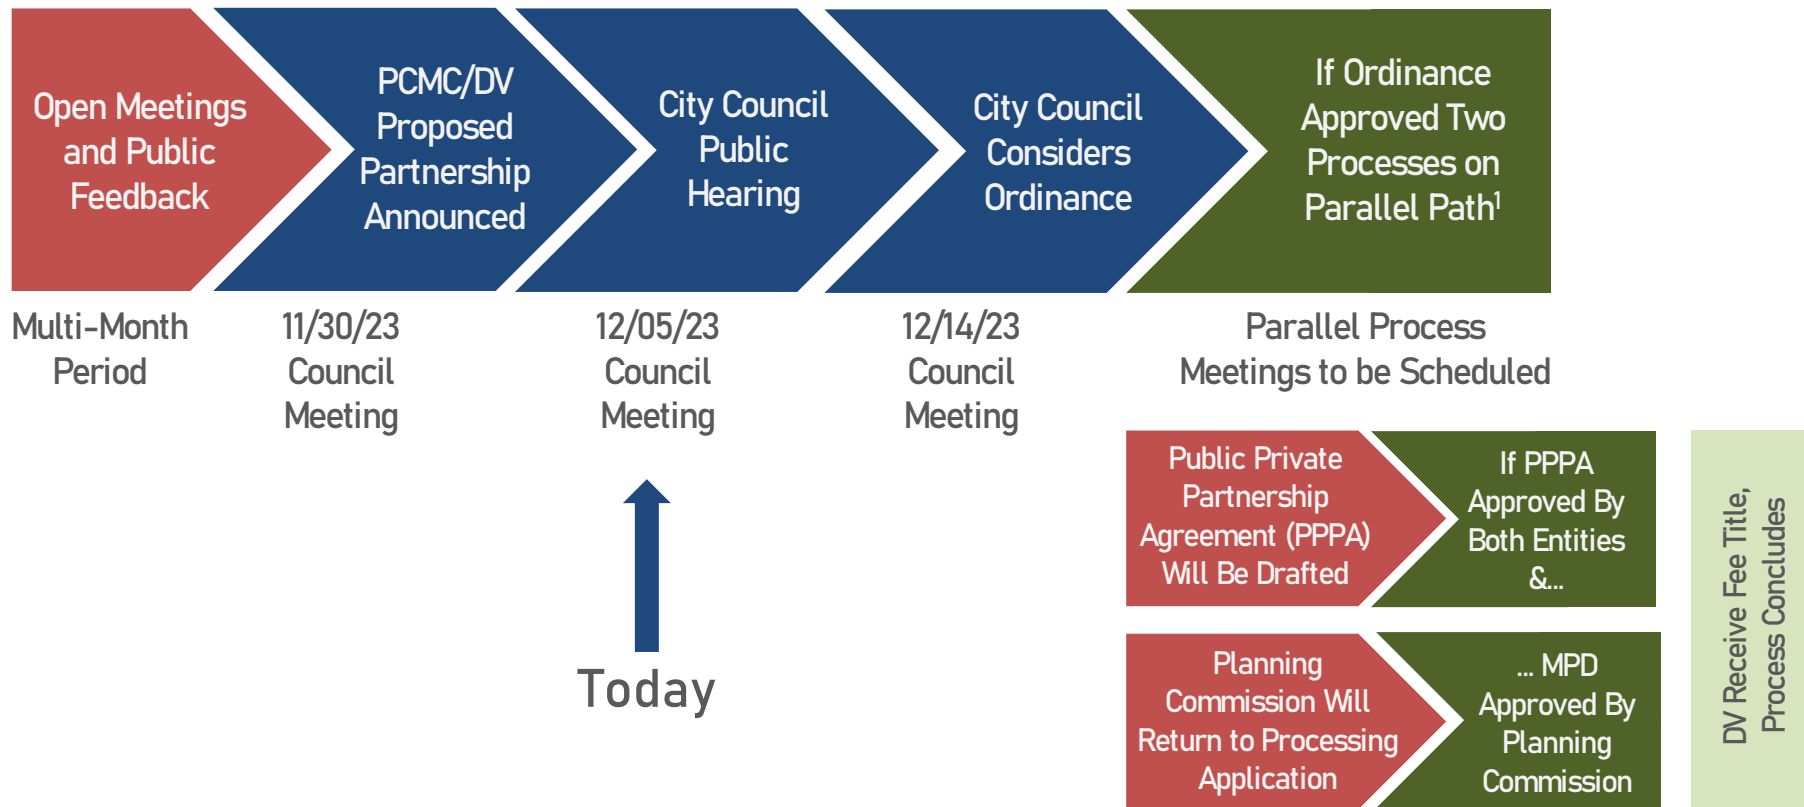 Open Meetings
and Public
Feedback
PCMC/DV
Proposed
Partnership
Announced
City Council
Public
Hearing
City Council
Considers
Ordinance
If Ordinance
Approved Two
Processes on
Parallel Path¹
Multi-Month
Period
11/30/23
Council
Meeting
12/05/23
Council
Meeting
12/14/23
Council
Meeting
Parallel Process
Meetings to be Scheduled
Today
Public Private
Partnership
Agreement (PPPA)
Will Be Drafted
If PPPA
Approved By
Both Entities
&...
Planning
Commission Will
Return to Processing
Application
... MPD
Approved By
Planning
Commission
DV Receive Fee Title,
Process Concludes